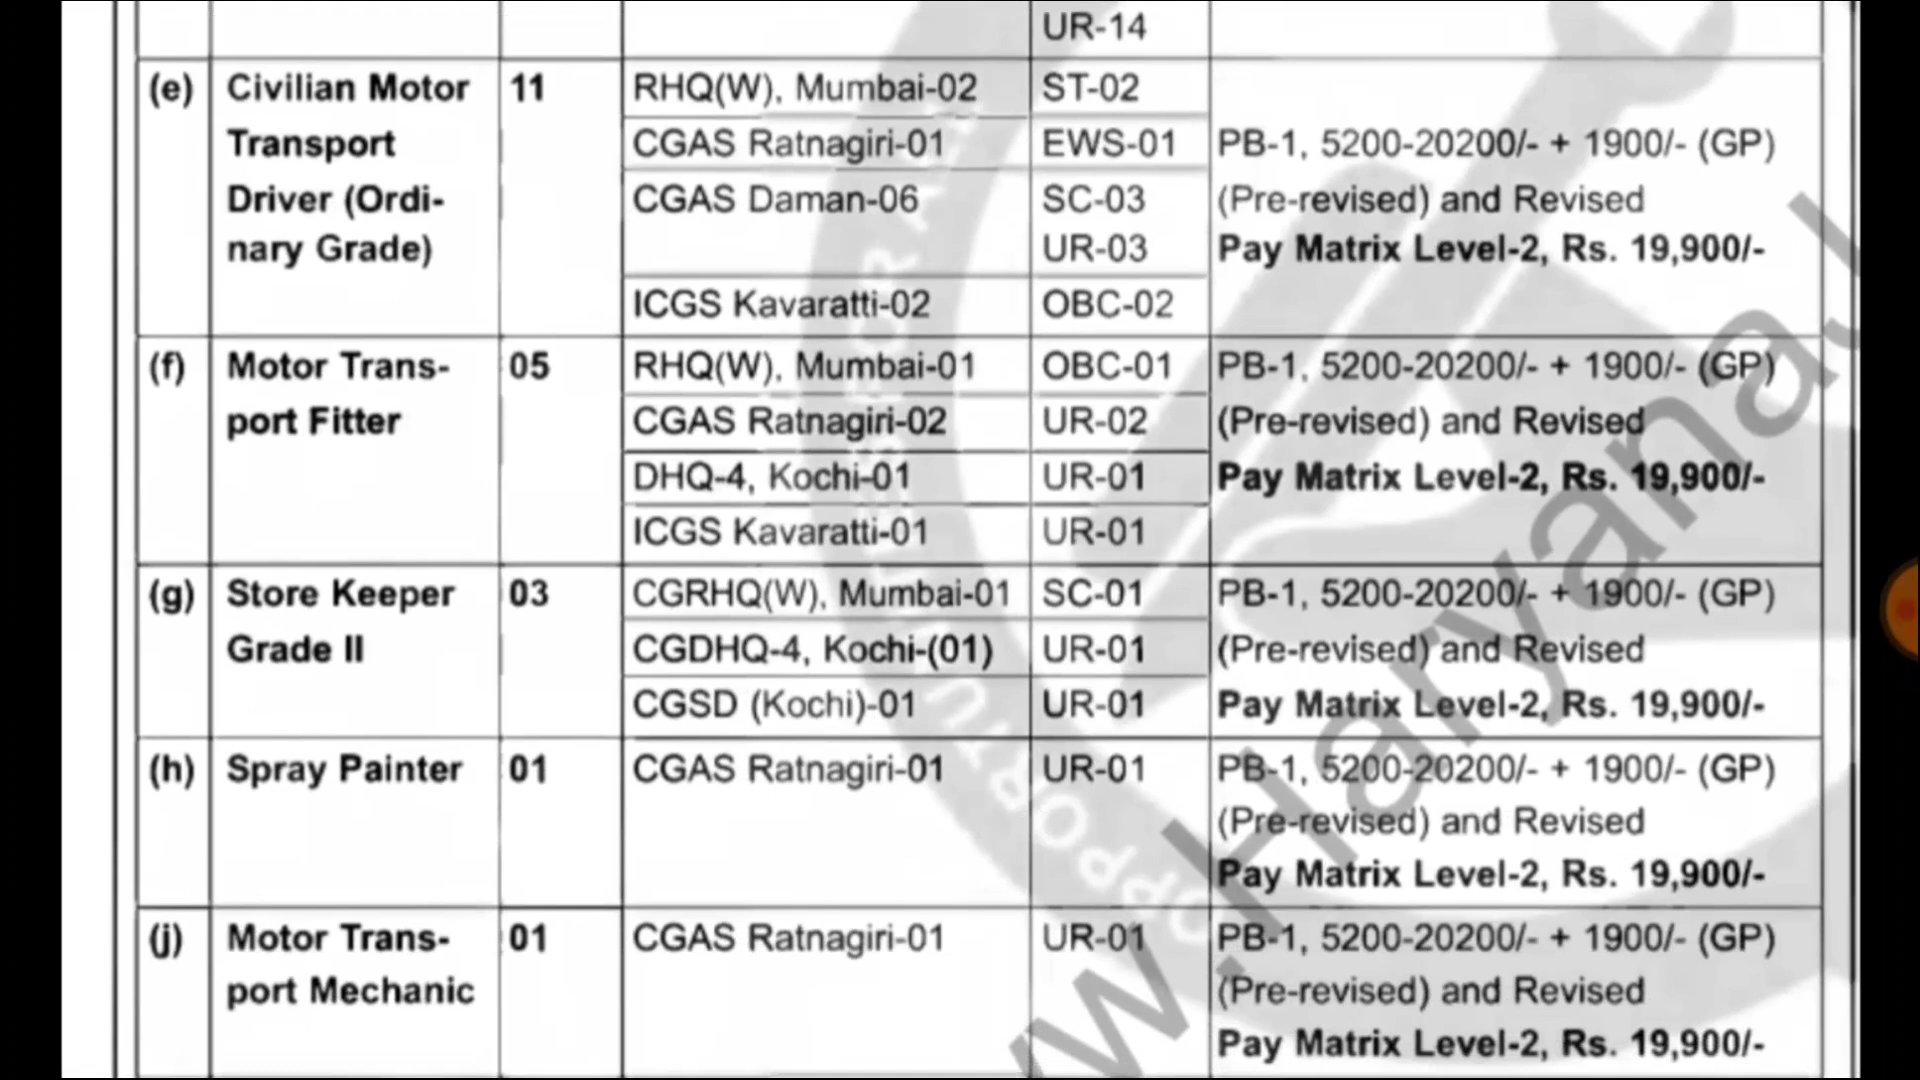 UR-14
(e) Civilian Motor 11 RHQ(W), Mumbai-02 ST-02
Transport CGAS Ratnagiri-01 EWS-01 PB-1, 5200-20200/- + 1900/- (GP)
Driver (Ordi- CGAS Daman-06 SC-03 (Pre-revised) and Revised
nary Grade) UR-03 Pay Matrix Level-2, Rs. 19,900/-
ICGS Kavaratti-02 OBC-02
(f) Motor Trans- 05 RHQ(W), Mumbai-01 OBC-01 PB-1, 5200-20200/- + 1900/- (GP)
port Fitter CGAS Ratnagiri-02 UR-02 (Pre-revised) and Revised
DHQ-4, Kochi-01 UR-01 Pay Matrix Level-2, Rs. 19,900/-
ICGS Kavaratti-01 UR-01
(g) Store Keeper 03 CGRHQ(W), Mumbai-01 SC-01 PB-1, 5200-20200/- + 1900/- (GP)
Grade II CGDHQ-4, Kochi-(01) UR-01 (Pre-revised) and Revised
CGSD (Kochi)-01 UR-01 Pay Matrix Level-2, Rs. 19,900/-
(h) Spray Painter 01 CGAS Ratnagiri-01 UR-01 PB-1, 5200-20200/- + 1900/- (GP)
(Pre-revised) and Revised
Pay Matrix Level-2, Rs. 19,900/-
(j) Motor Trans- 01 CGAS Ratnagiri-01 UR-01 PB-1, 5200-20200/- + 1900/- (GP)
port Mechanic (Pre-revised) and Revised
Pay Matrix Level-2, Rs. 19,900/-
w.HaryanaJ